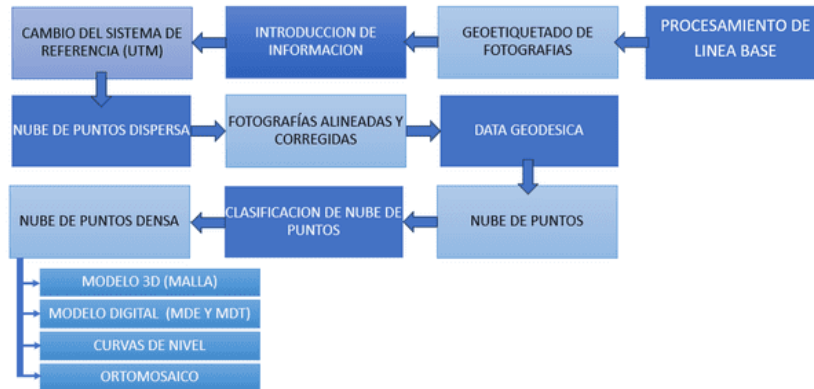 CAMBIO DEL SISTEMA DE
REFERENCIA (UTM)
INTRODUCCION DE
INFORMACION
GEOETIQUETADO DE
FOTOGRAFIAS
PROCESAMIENTO DE
LINEA BASE
NUBE DE PUNTOS DISPERSA
FOTOGRAFÍAS ALINEADAS Y
CORREGIDAS
DATA GEODESICA
NUBE DE PUNTOS DENSA
CLASIFICACION DE NUBE DE
PUNTOS
NUBE DE PUNTOS
MODELO 3D (MALLA)
MODELO DIGITAL (MDE Y MDT)
CURVAS DE NIVEL
ORTOMOSAICO